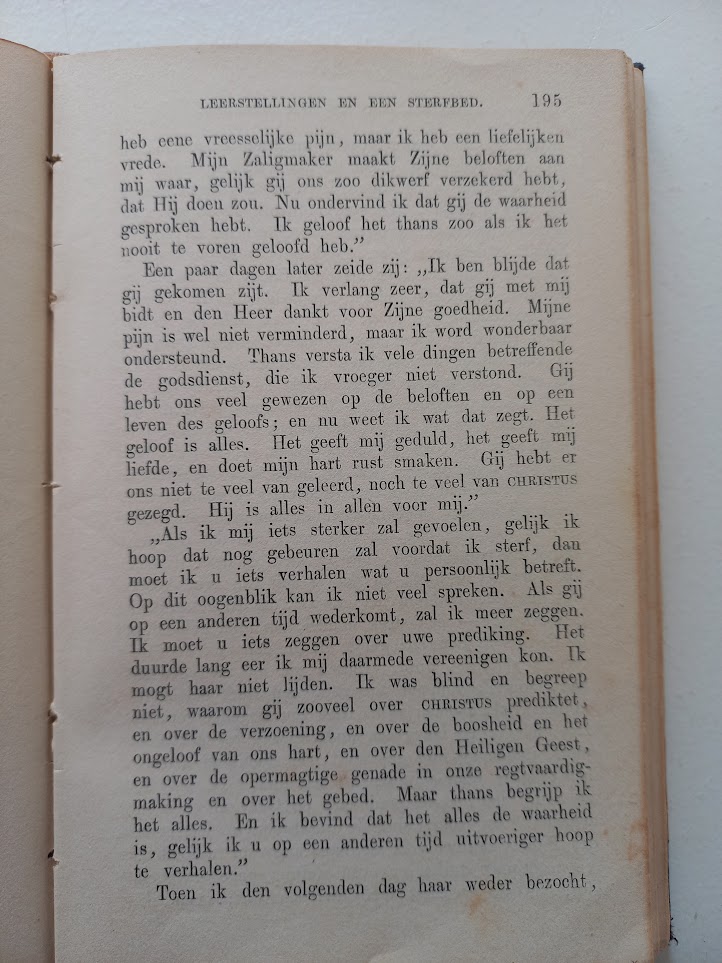 LEERSTELLINGEN EN EEN STERFBED. 195
heb eene vreesselijke pijn, maar ik heb een liefelijken
vrede. Mijn Zaligmaker maakt Zijne beloften aan
mij waar, gelijk gij ons zoo dikwerf verzekerd hebt,
dat Hij doen zou. Nu ondervind ik dat gij de waarheid
gesproken hebt. Ik geloof het thans zoo als ik het
nooit te voren geloofd heb.”
Een paar dagen later zeide zij: „Ik ben blijde dat
gij gekomen zijt. Ik verlang zeer, dat gij met mij
bidt en den Heer dankt voor Zijne goedheid. Mijne
pijn is wel niet verminderd, maar ik word wonderbaar
ondersteund. Thans versta ik vele dingen betreffende
de godsdienst, die ik vroeger niet verstond. Gij
hebt ons veel gewezen op de beloften en op een
leven des geloofs; en nu weet ik wat dat zegt. Het
geloof is alles. Het geeft mij geduld, het geeft mij
liefde, en doet mijn hart rust smaken. Gij hebt er
ons niet te veel van geleerd, noch te veel van CHRISTUS
gezegd. Hij is alles in allen voor mij.”
„Als ik mij iets sterker zal gevoelen, gelijk ik
hoop dat nog gebeuren zal voordat ik sterf, dan
moet ik u iets verhalen wat u persoonlijk betreft.
Op dit oogenblik kan ik niet veel spreken. Als gij
op een anderen tijd wederkomt, zal ik meer zeggen.
Ik moet u iets zeggen over uwe prediking. Het
duurde lang eer ik mij daarmede vereenigen kon. Ik
mogt haar niet lijden. Ik was blind en begreep
niet, waarom gij zooveel over CHRISTUS prediktet,
en over de verzoening, en over de boosheid en het
ongeloof van ons hart, en over den Heiligen Geest,
en over de opermagtige genade in onze regtvaardig-
making en over het gebed. Maar thans begrijp ik
het alles. En ik bevind dat het alles de waarheid
is, gelijk ik u op een anderen tijd uitvoeriger hoop
te verhalen.”
Toen ik den volgenden dag haar weder bezocht,